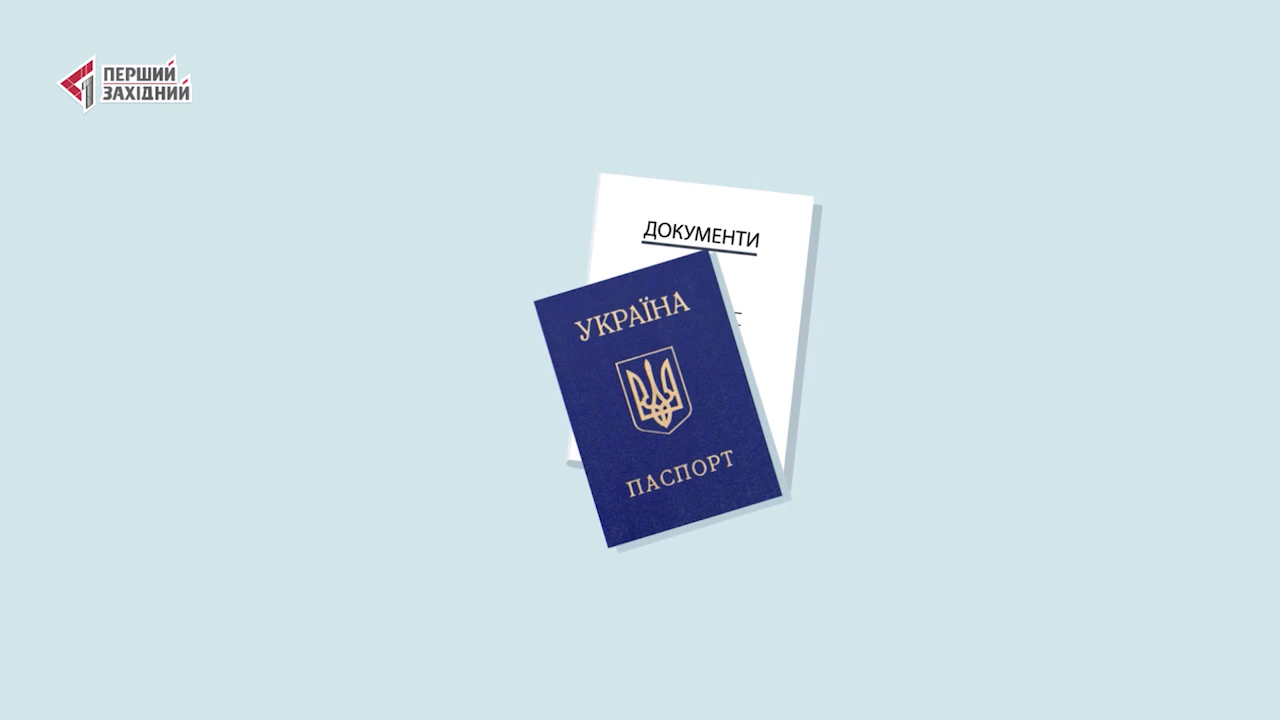 ПЕРШИЙ
ЗАХІДНИЙ
ДОКУМЕНТИ
УКРАЇНА
ПАСПОРТ